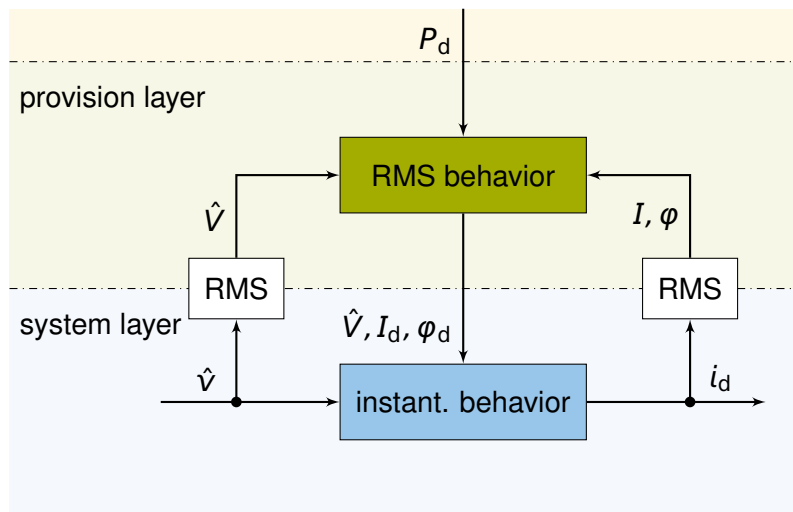 P_d
provision layer
RMS behavior
V̂
I, φ
RMS
RMS
system layer
V̂, I_d, φ_d
v̂
i_d
instant. behavior